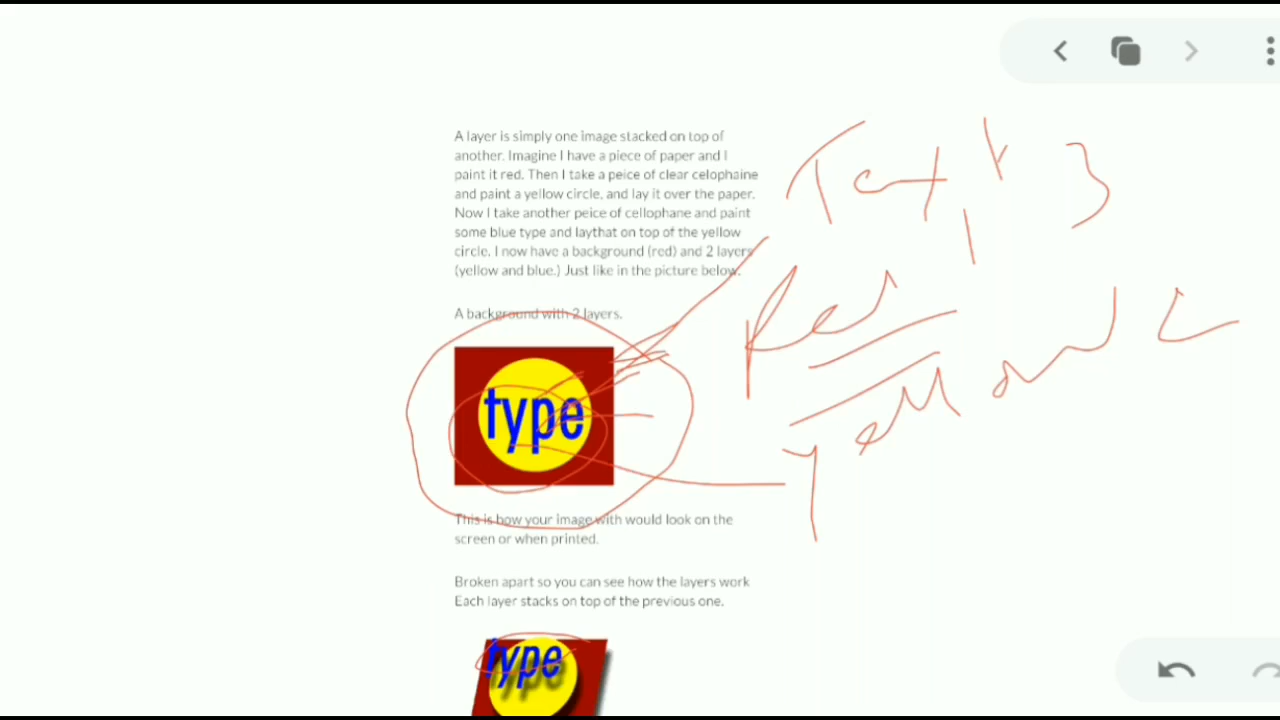 A layer is simply one image stacked on top of
another. Imagine I have a piece of paper and I
paint it red. Then I take a peice of clear celophaine
and paint a yellow circle, and lay it over the paper.
Now I take another peice of cellophane and paint
some blue type and laythat on top of the yellow
circle. I now have a background (red) and 2 layers
(yellow and blue.) Just like in the picture below.
A background with 2 layers.
type
This is how your image with would look on the
screen or when printed.
Broken apart so you can see how the layers work
Each layer stacks on top of the previous one.
type
Text 3
Red
yellow c